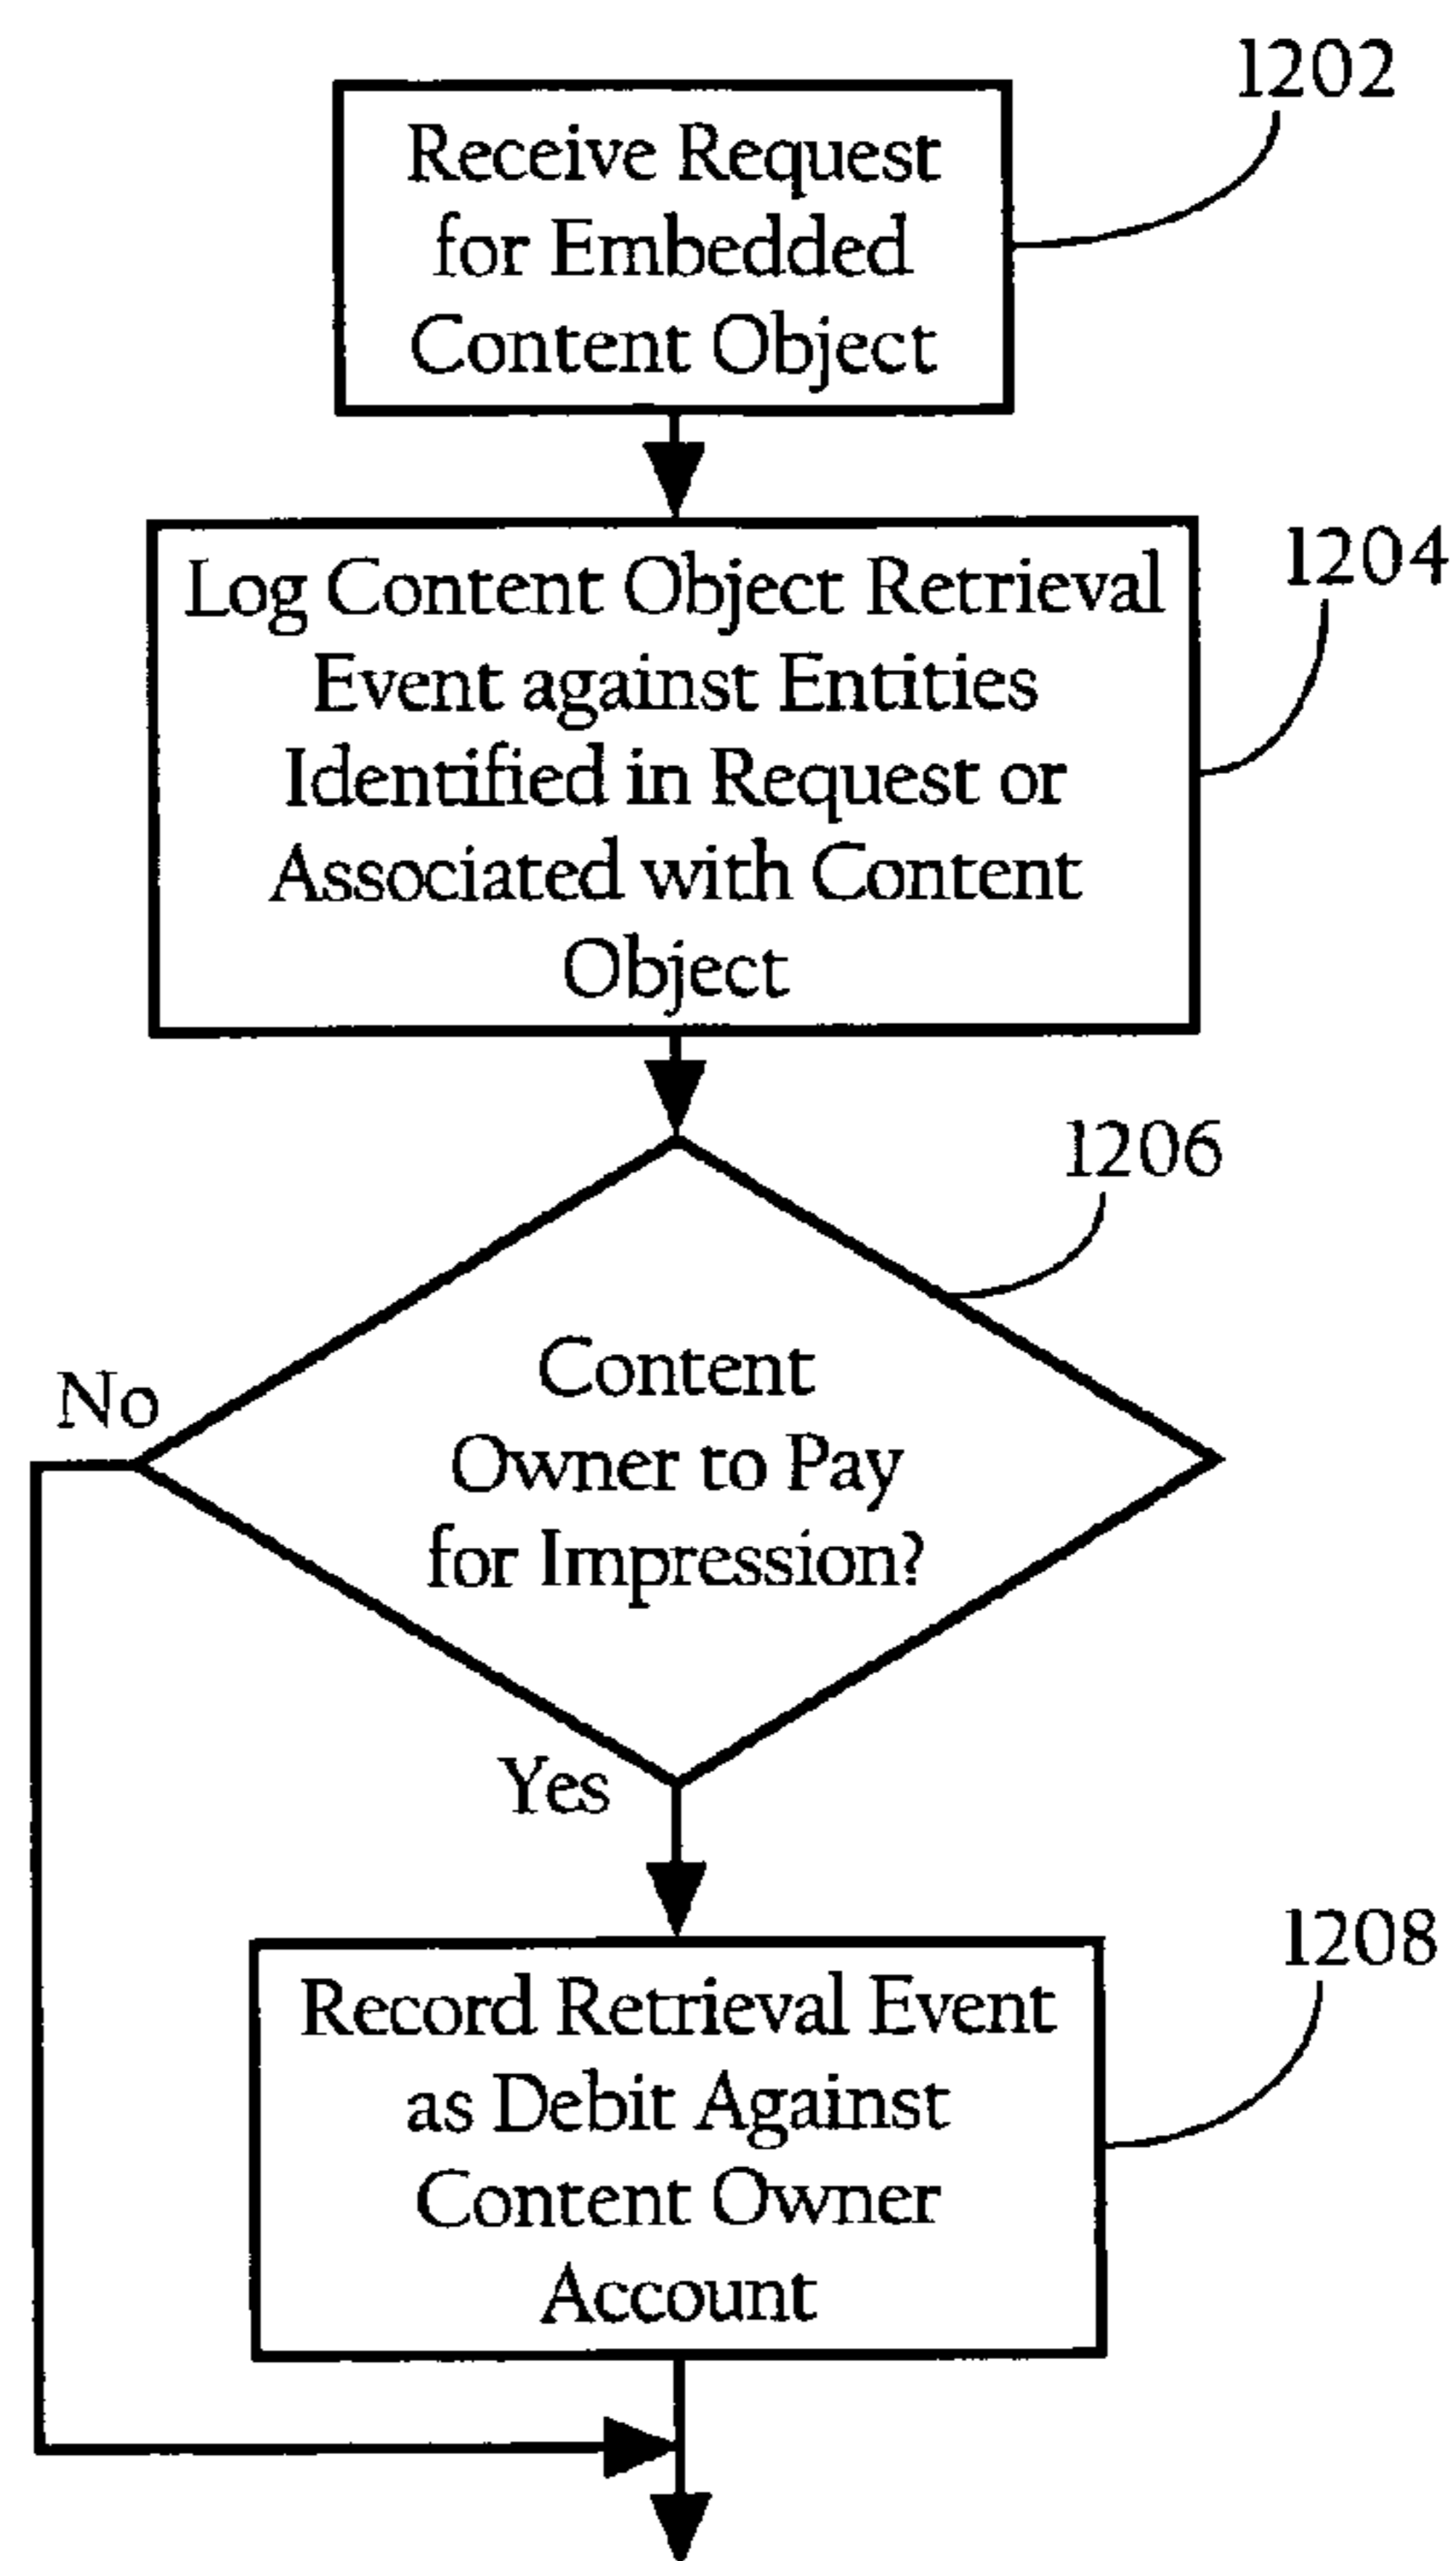 1202
Receive Request
for Embedded
Content Object
1204
Log Content Object Retrieval
Event against Entities
Identified in Request or
Associated with Content
Object
1206
Content
Owner to Pay
for Impression?
No
Yes
1208
Record Retrieval Event
as Debit Against
Content Owner
Account